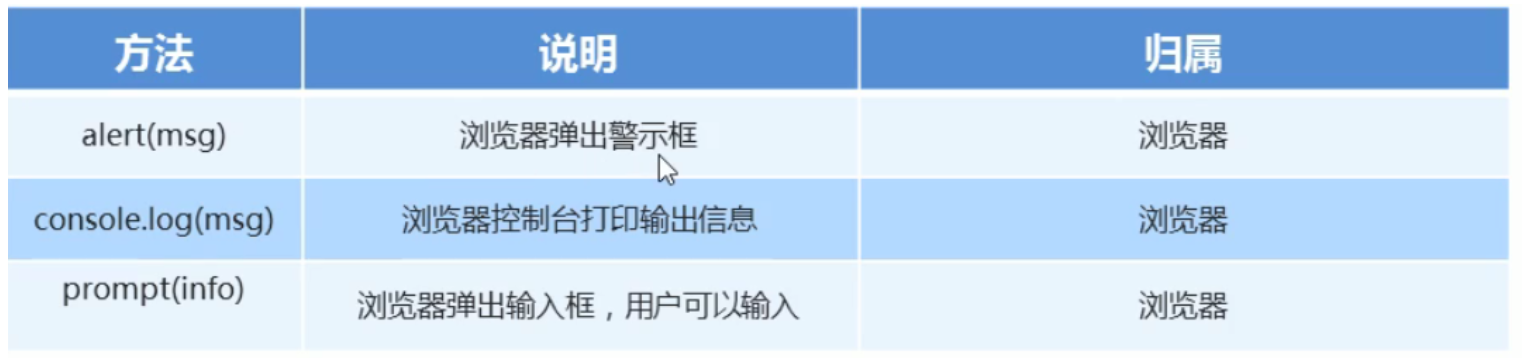 方法 说明 归属
alert(msg) 浏览器弹出警示框 浏览器
console.log(msg) 浏览器控制台打印输出信息 浏览器
prompt(info) 浏览器弹出输入框，用户可以输入 浏览器